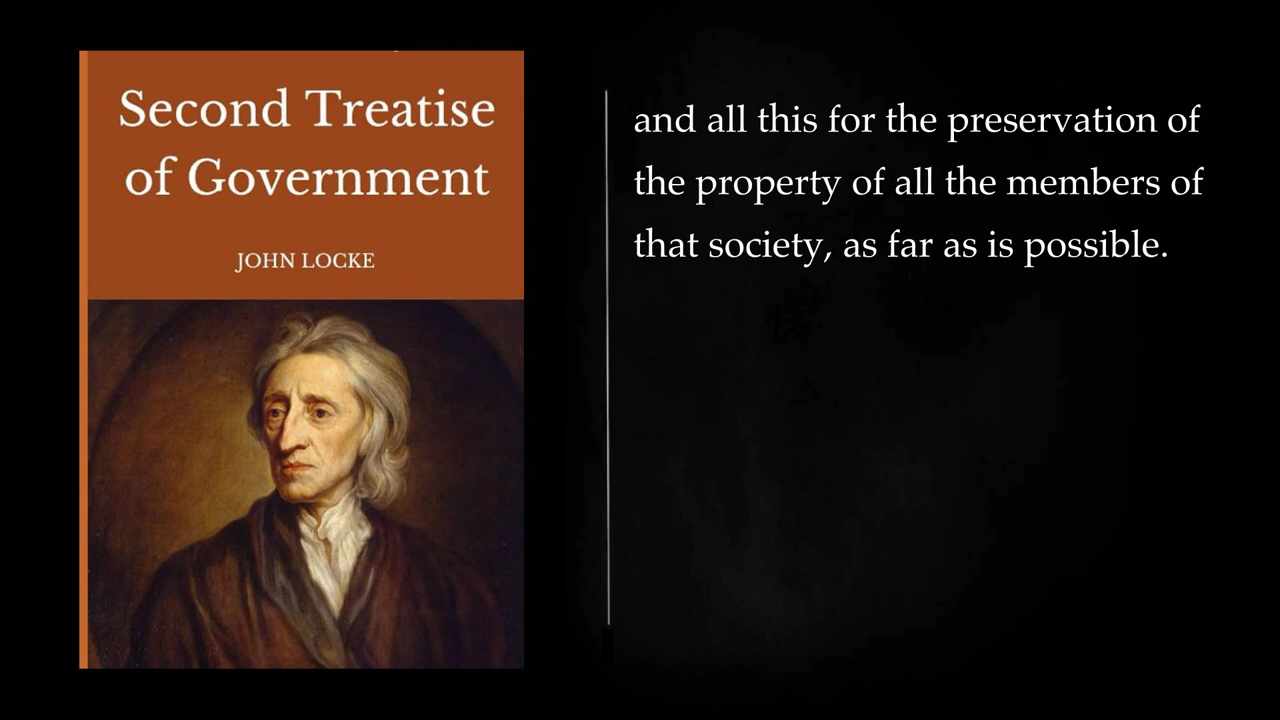 Second Treatise
of Government
JOHN LOCKE
and all this for the preservation of
the property of all the members of
that society, as far as is possible.